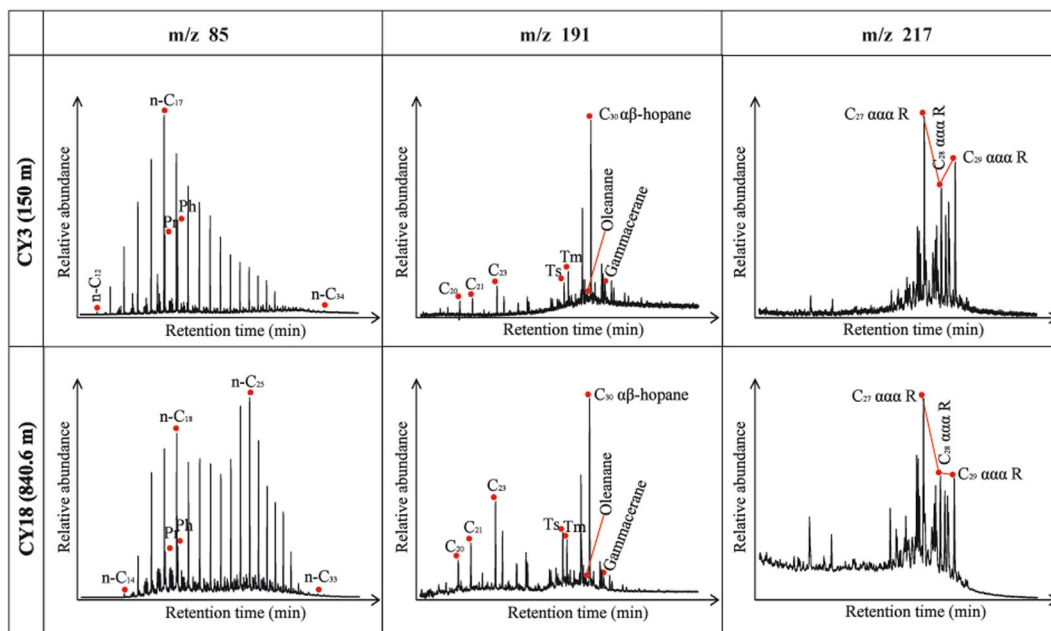 m/z 85
m/z 191
m/z 217
CY3 (150 m)
Relative abundance
n-C₁₂
n-C₁₇
Pr
Ph
n-C₃₄
Retention time (min)
Relative abundance
C₂₀
C₂₁
C₂₃
Ts
Tm
C₃₀ αβ-hopane
Oleanane
Gammacerane
Retention time (min)
Relative abundance
C₂₇ ααα R
C₂₈ ααα R
C₂₉ ααα R
Retention time (min)
CY18 (840.6 m)
Relative abundance
n-C₁₄
n-C₁₈
Pr
Ph
n-C₂₅
n-C₃₃
Retention time (min)
Relative abundance
C₂₀
C₂₁
C₂₃
Ts
Tm
C₃₀ αβ-hopane
Oleanane
Gammacerane
Retention time (min)
Relative abundance
C₂₇ ααα R
C₂₈ ααα R
C₂₉ ααα R
Retention time (min)